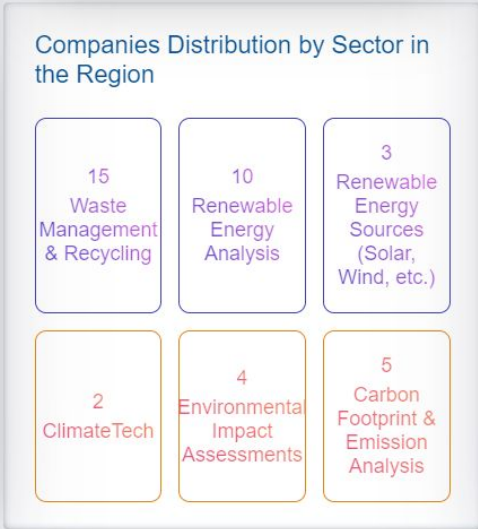 Companies Distribution by Sector in
the Region
15
Waste
Management
& Recycling
10
Renewable
Energy
Analysis
3
Renewable
Energy
Sources
(Solar,
Wind, etc.)
2
ClimateTech
4
Environmental
Impact
Assessments
5
Carbon
Footprint &
Emission
Analysis